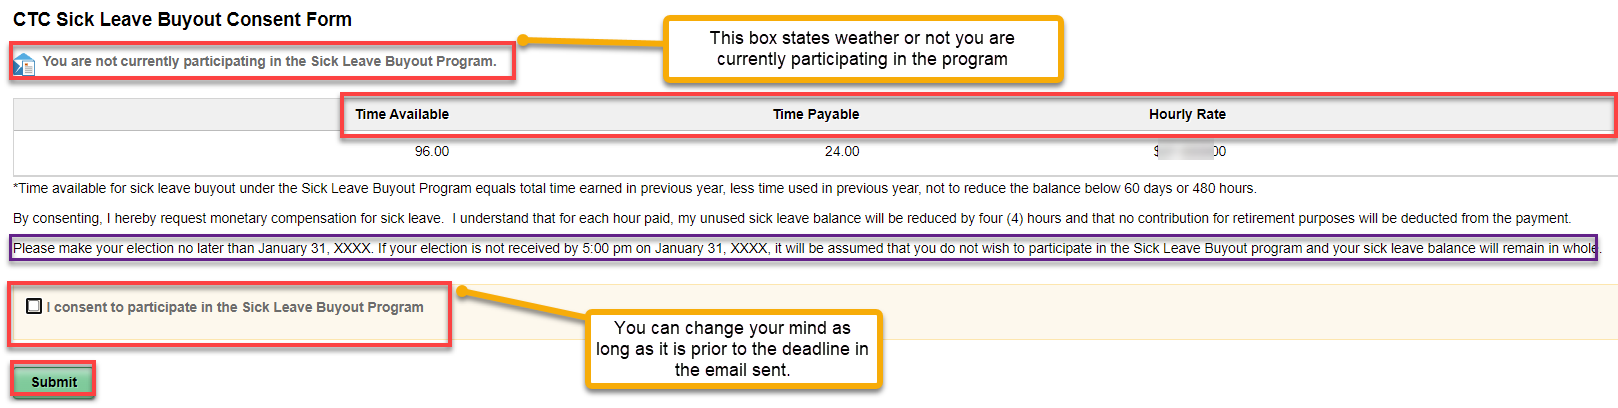 CTC Sick Leave Buyout Consent Form
This box states weather or not you are
currently participating in the program
You are not currently participating in the Sick Leave Buyout Program.
Time Available Time Payable Hourly Rate
96.00 24.00 $ 00
*Time available for sick leave buyout under the Sick Leave Buyout Program equals total time earned in previous year, less time used in previous year, not to reduce the balance below 60 days or 480 hours.
By consenting, I hereby request monetary compensation for sick leave. I understand that for each hour paid, my unused sick leave balance will be reduced by four (4) hours and that no contribution for retirement purposes will be deducted from the payment.
Please make your election no later than January 31, XXXX. If your election is not received by 5:00 pm on January 31, XXXX, it will be assumed that you do not wish to participate in the Sick Leave Buyout program and your sick leave balance will remain in whole.
I consent to participate in the Sick Leave Buyout Program
You can change your mind as
long as it is prior to the deadline in
the email sent.
Submit